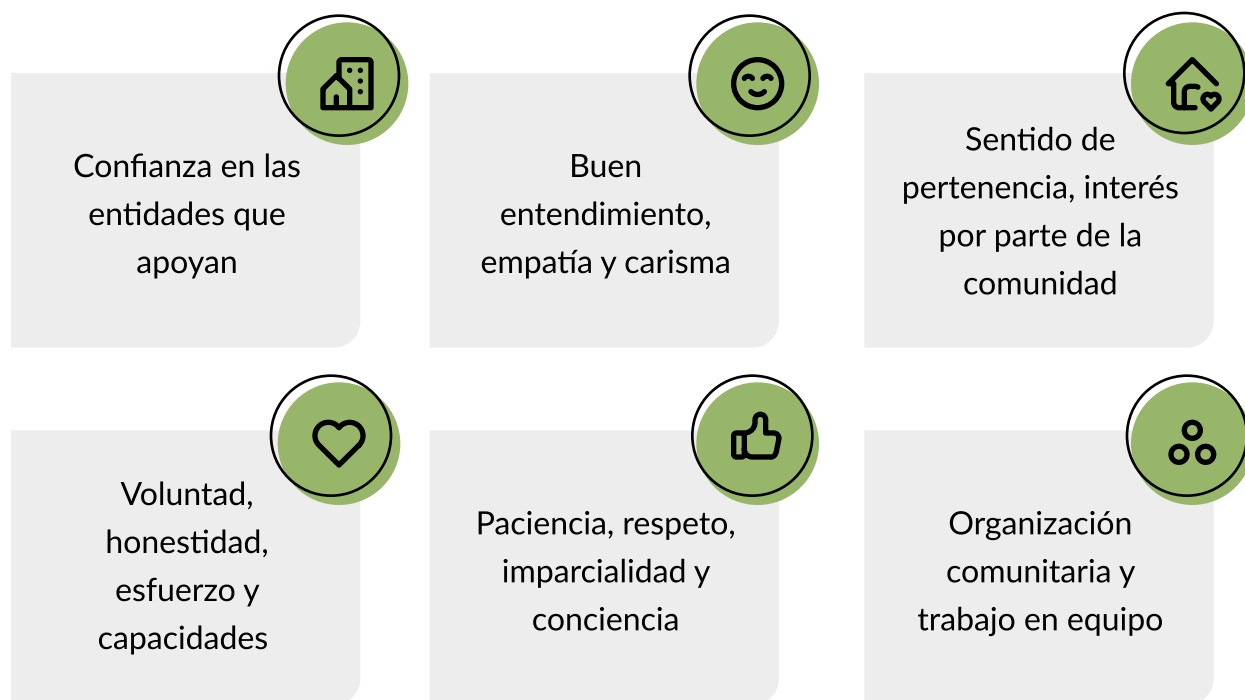 Confianza en las
entidades que
apoyan
Buen
entendimiento,
empatía y carisma
Sentido de
pertenencia, interés
por parte de la
comunidad
Voluntad,
honestidad,
esfuerzo y
capacidades
Paciencia, respeto,
imparcialidad y
conciencia
Organización
comunitaria y
trabajo en equipo